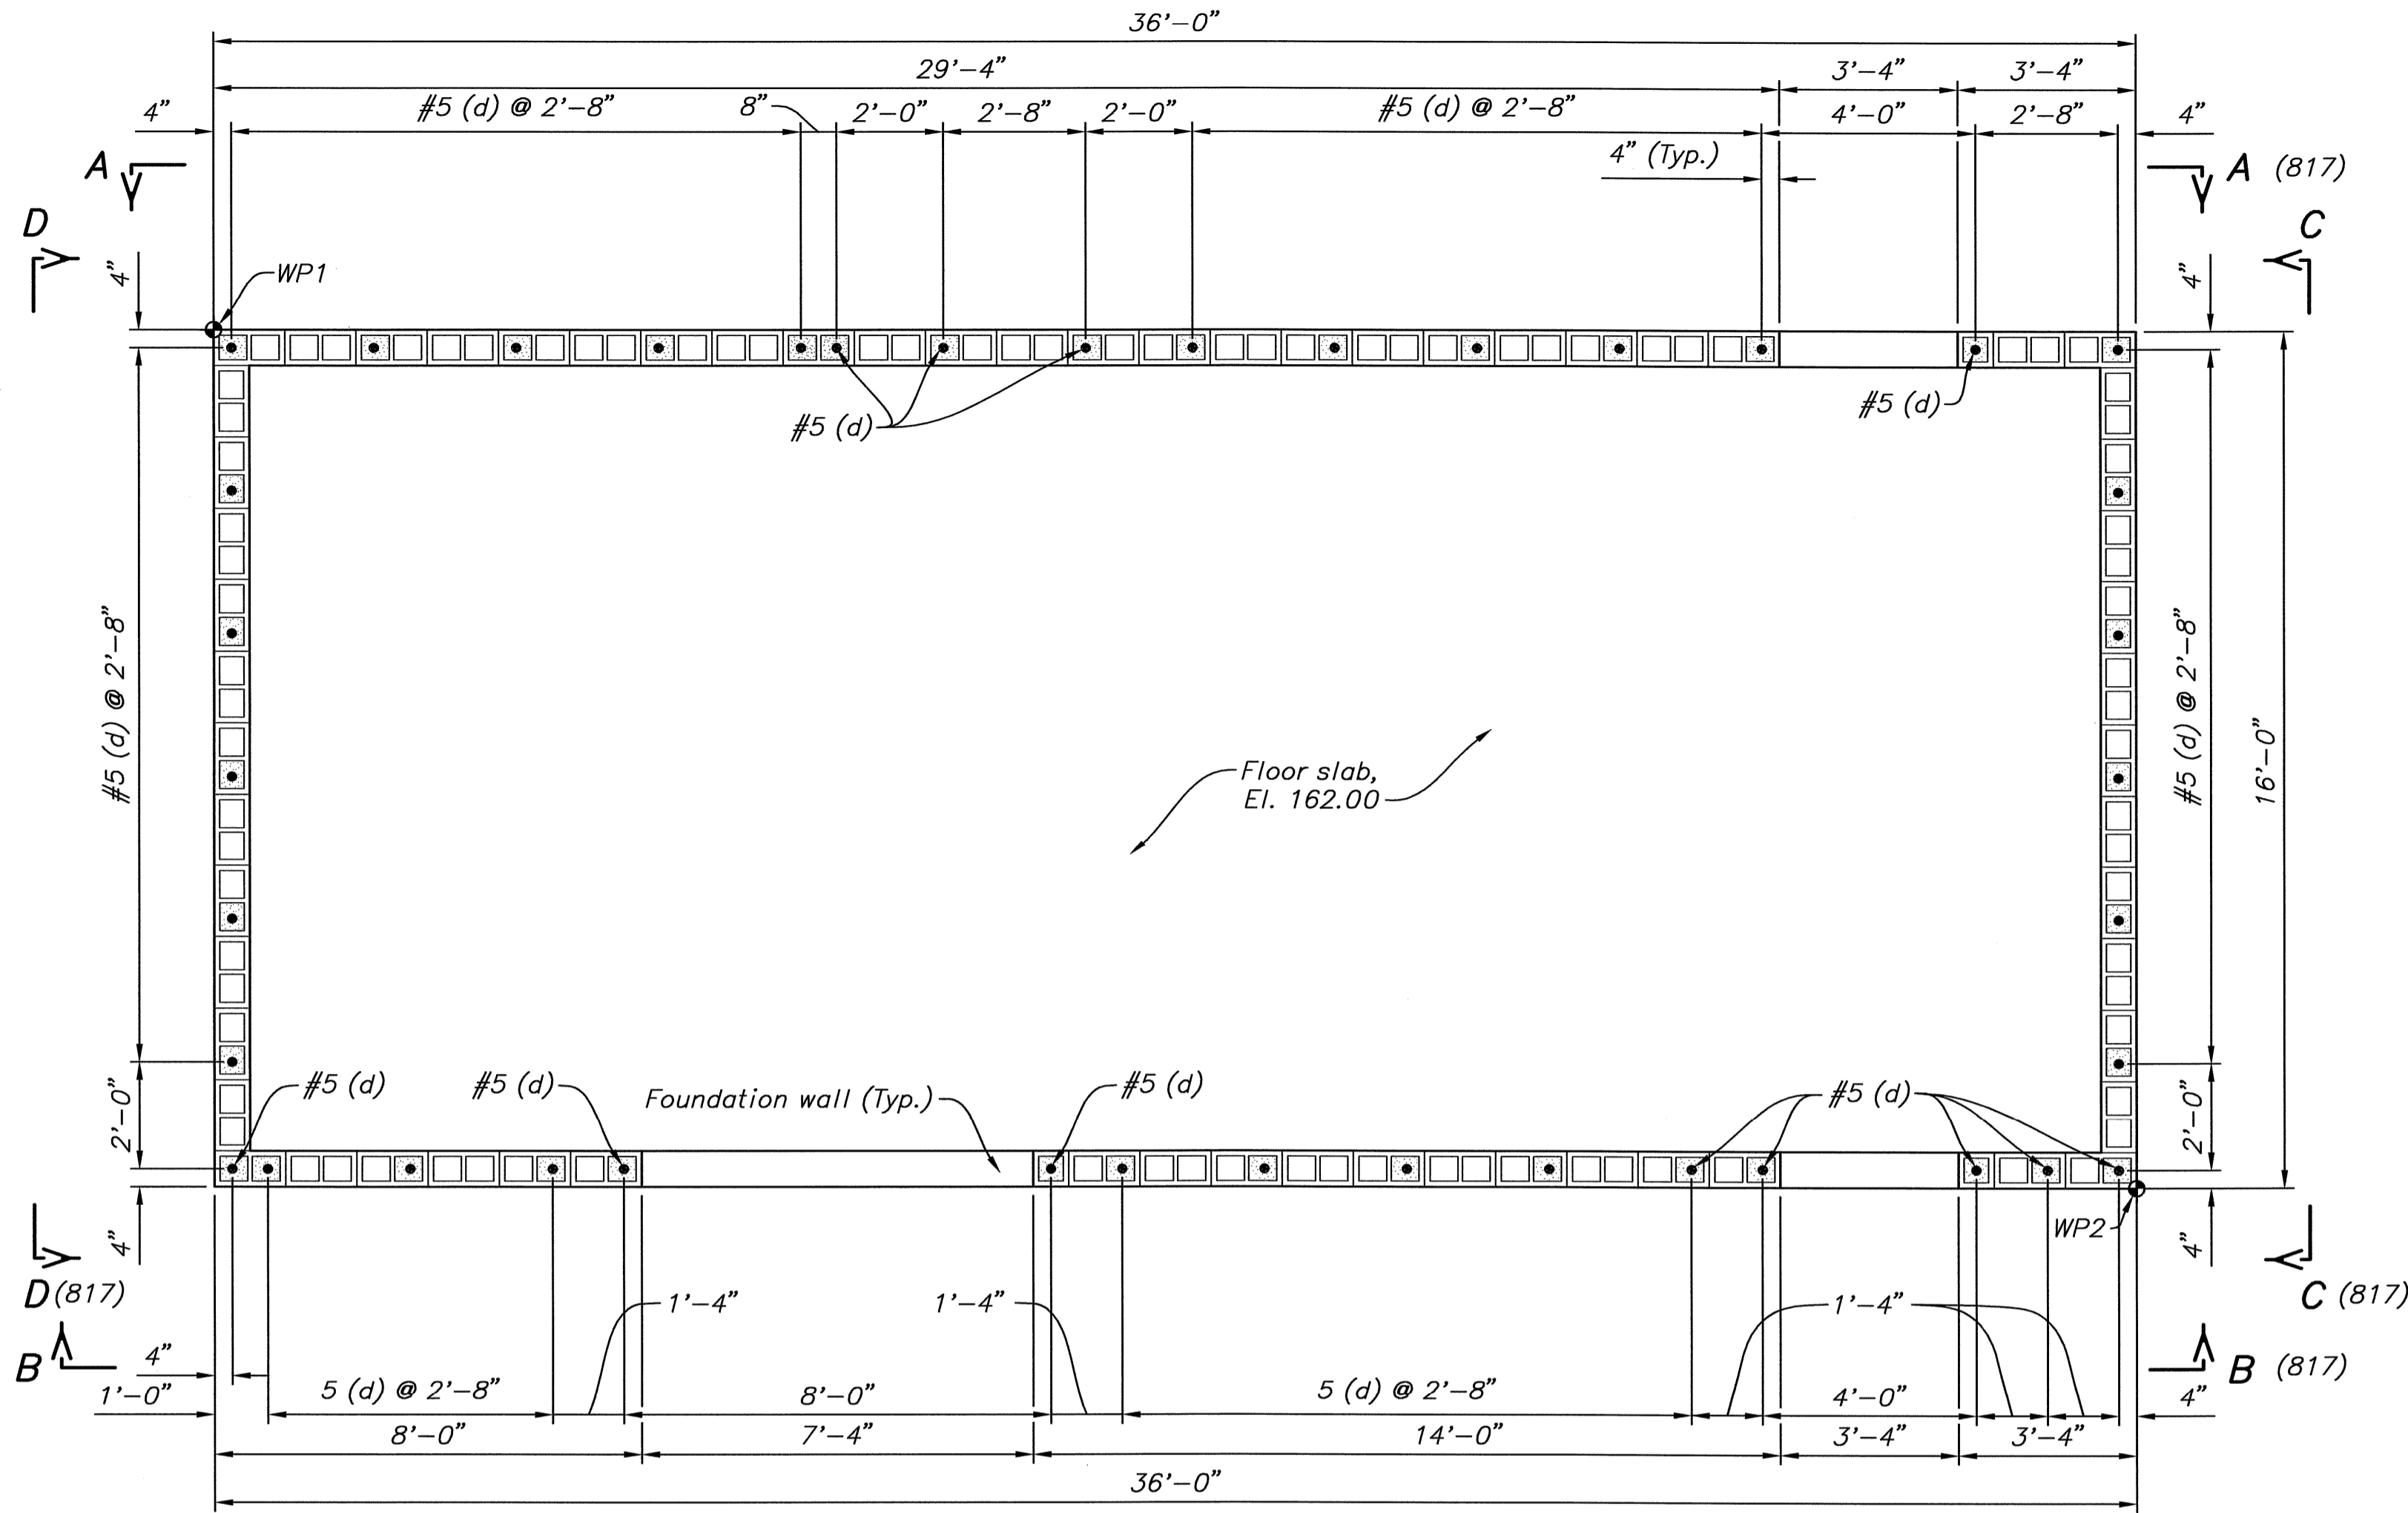 36'-0"
29'-4"
3'-4"
3'-4"
4"
#5 (d) @ 2'-8"
8"
2'-0"
2'-8"
2'-0"
#5 (d) @ 2'-8"
4'-0"
2'-8"
4"
4" (Typ.)
A
A (817)
D
C
4"
WP1
4"
#5 (d)
#5 (d)
#5 (d) @ 2'-8"
Floor slab,
El. 162.00
#5 (d) @ 2'-8"
16'-0"
2'-0"
#5 (d)
#5 (d)
Foundation wall (Typ.)
#5 (d)
#5 (d)
2'-0"
4"
WP2
4"
D (817)
C (817)
1'-4"
1'-4"
1'-4"
B
B (817)
4"
1'-0"
5 (d) @ 2'-8"
8'-0"
5 (d) @ 2'-8"
4'-0"
4"
8'-0"
7'-4"
14'-0"
3'-4"
3'-4"
36'-0"